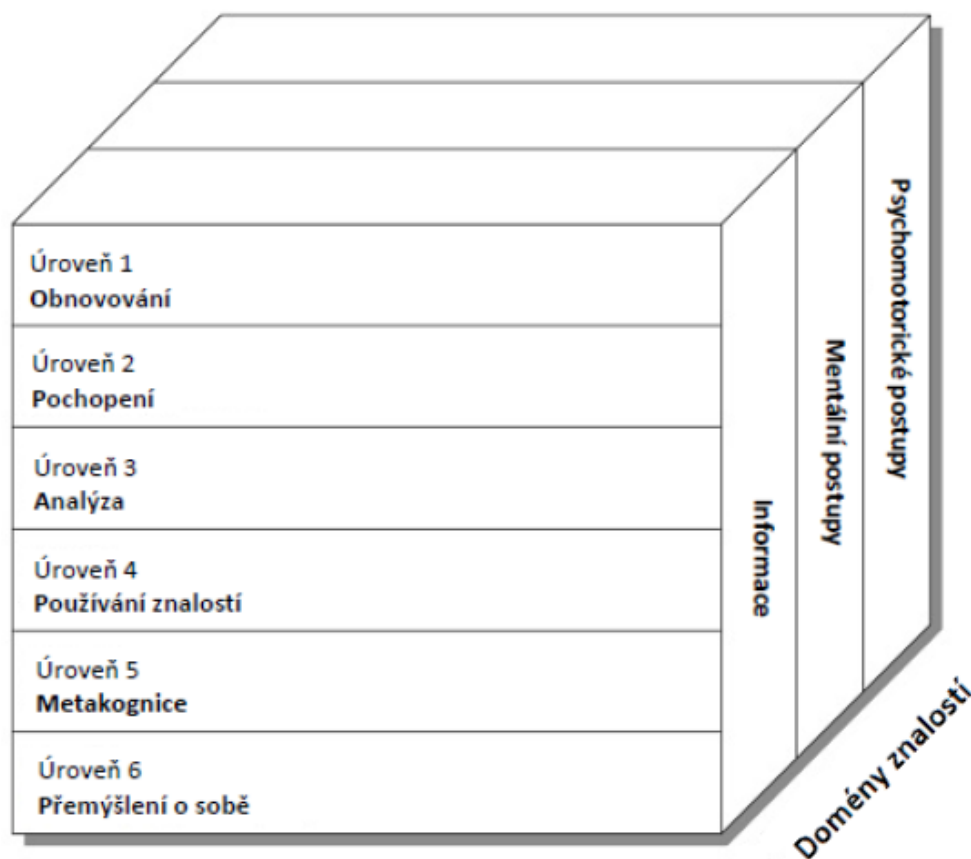 Úroveň 1
Obnovování
Úroveň 2
Pochopení
Úroveň 3
Analýza
Úroveň 4
Používání znalostí
Úroveň 5
Metakognice
Úroveň 6
Přemýšlení o sobě
Informace
Mentální postupy
Psychomotorické postupy
Domény znalostí